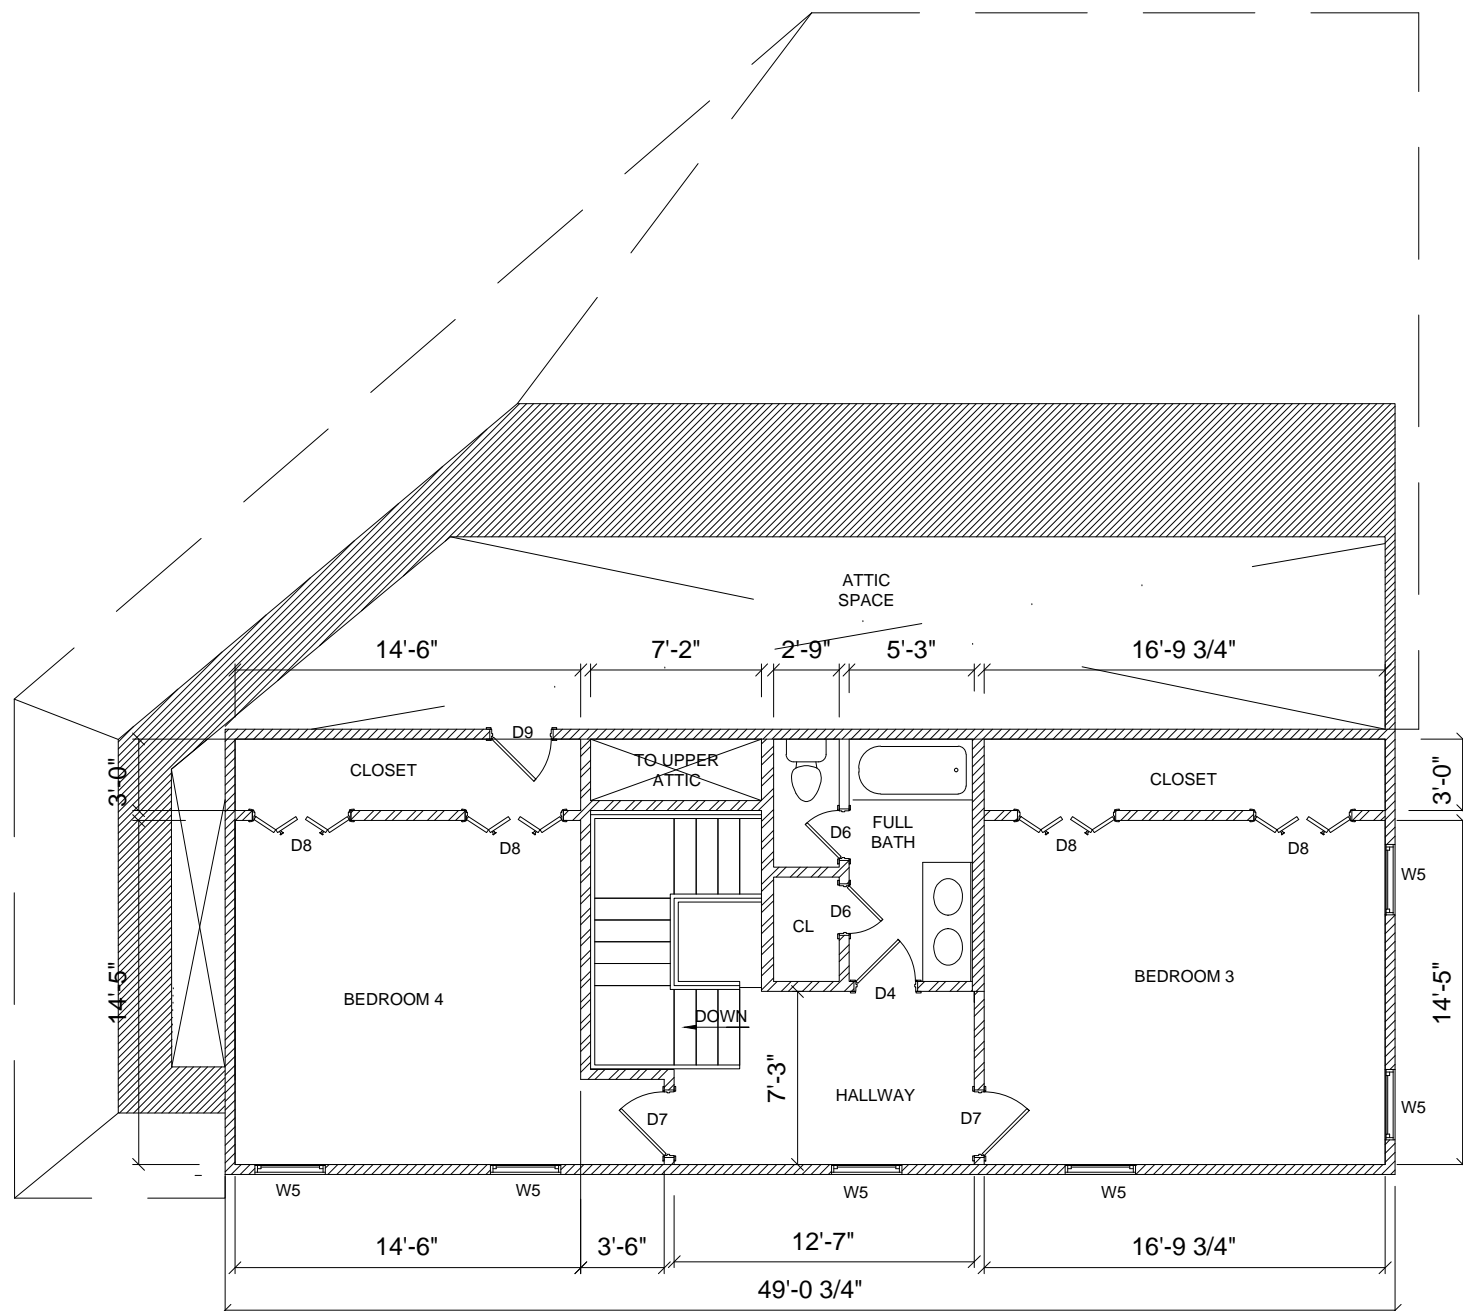 ATTIC
SPACE
14'-6"
7'-2"
2'-9"
5'-3"
16'-9 3/4"
D9
CLOSET
TO UPPER
ATTIC
CLOSET
3'-0"
3'-0"
D8
D8
D6
FULL
BATH
D8
D8
W5
D6
CL
BEDROOM 4
BEDROOM 3
14'-5"
14'-5"
D4
DOWN
7'-3"
HALLWAY
D7
D7
W5
W5
W5
W5
W5
14'-6"
3'-6"
12'-7"
16'-9 3/4"
49'-0 3/4"